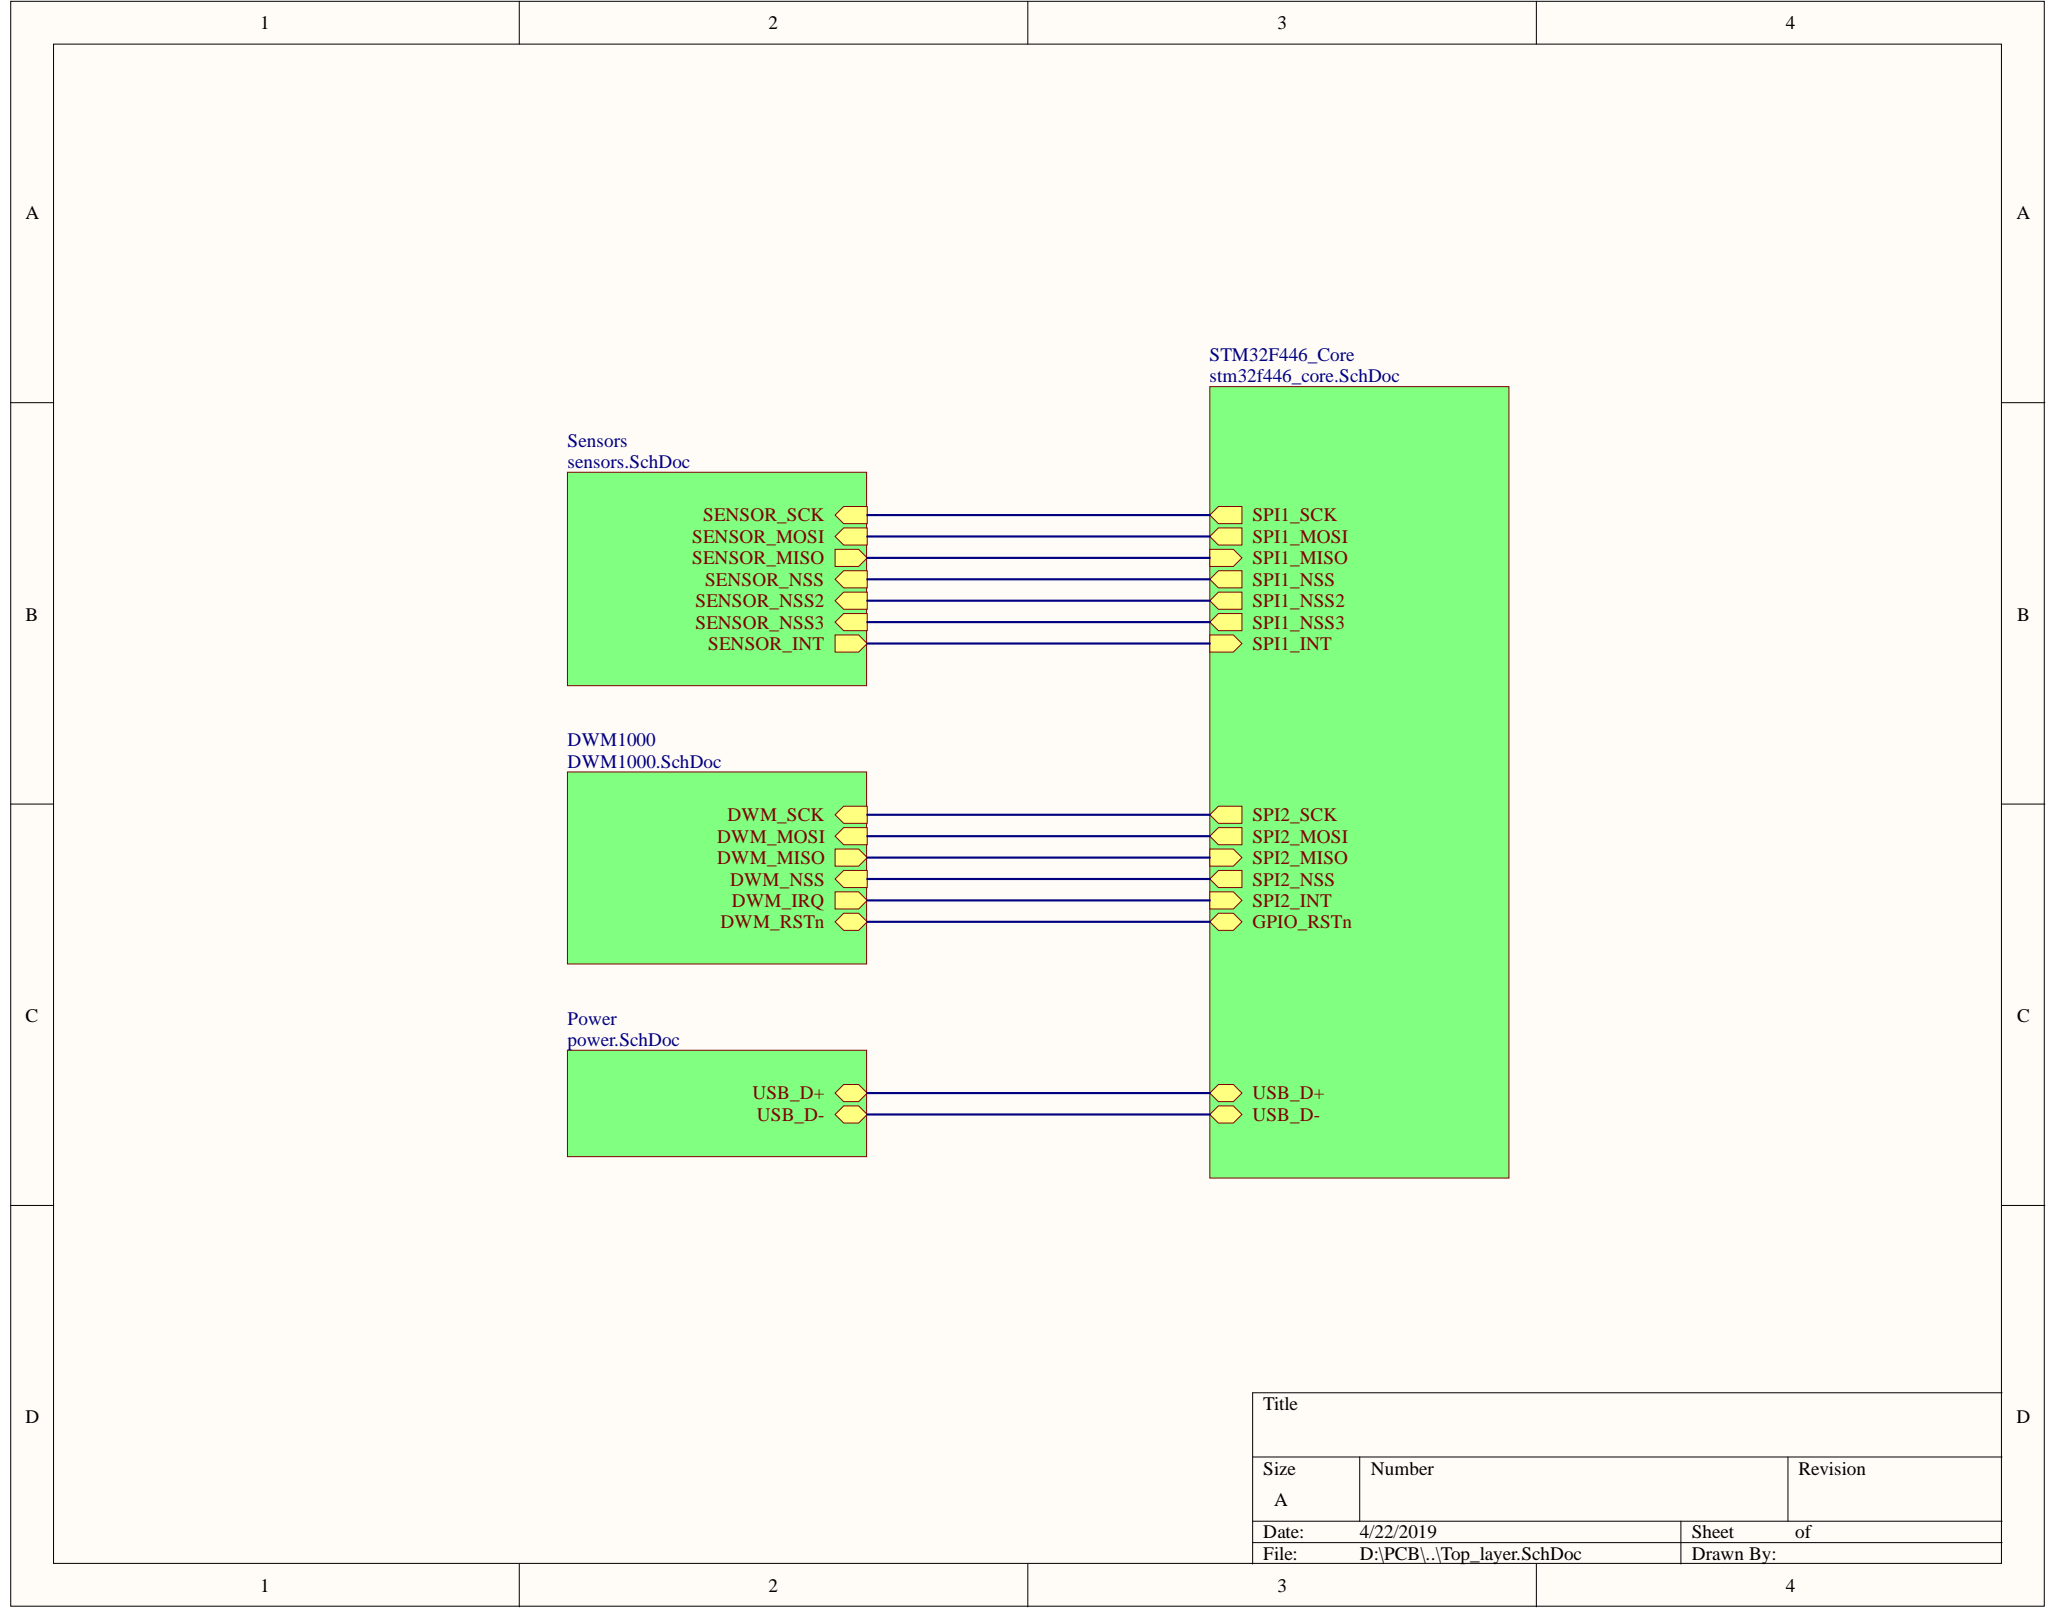 1 2 3 4
A A
STM32F446_Core
stm32f446_core.SchDoc
B B
Sensors
sensors.SchDoc
SENSOR_SCK SPI1_SCK
SENSOR_MOSI SPI1_MOSI
SENSOR_MISO SPI1_MISO
SENSOR_NSS SPI1_NSS
SENSOR_NSS2 SPI1_NSS2
SENSOR_NSS3 SPI1_NSS3
SENSOR_INT SPI1_INT
DWM1000
DWM1000.SchDoc
DWM_SCK SPI2_SCK
DWM_MOSI SPI2_MOSI
DWM_MISO SPI2_MISO
DWM_NSS SPI2_NSS
DWM_IRQ SPI2_INT
DWM_RSTn GPIO_RSTn
C C
Power
power.SchDoc
USB_D+ USB_D+
USB_D- USB_D-
D D
Title
Size Number Revision
A
Date: 4/22/2019 Sheet of
File: D:\PCB\..\Top_layer.SchDoc Drawn By:
1 2 3 4